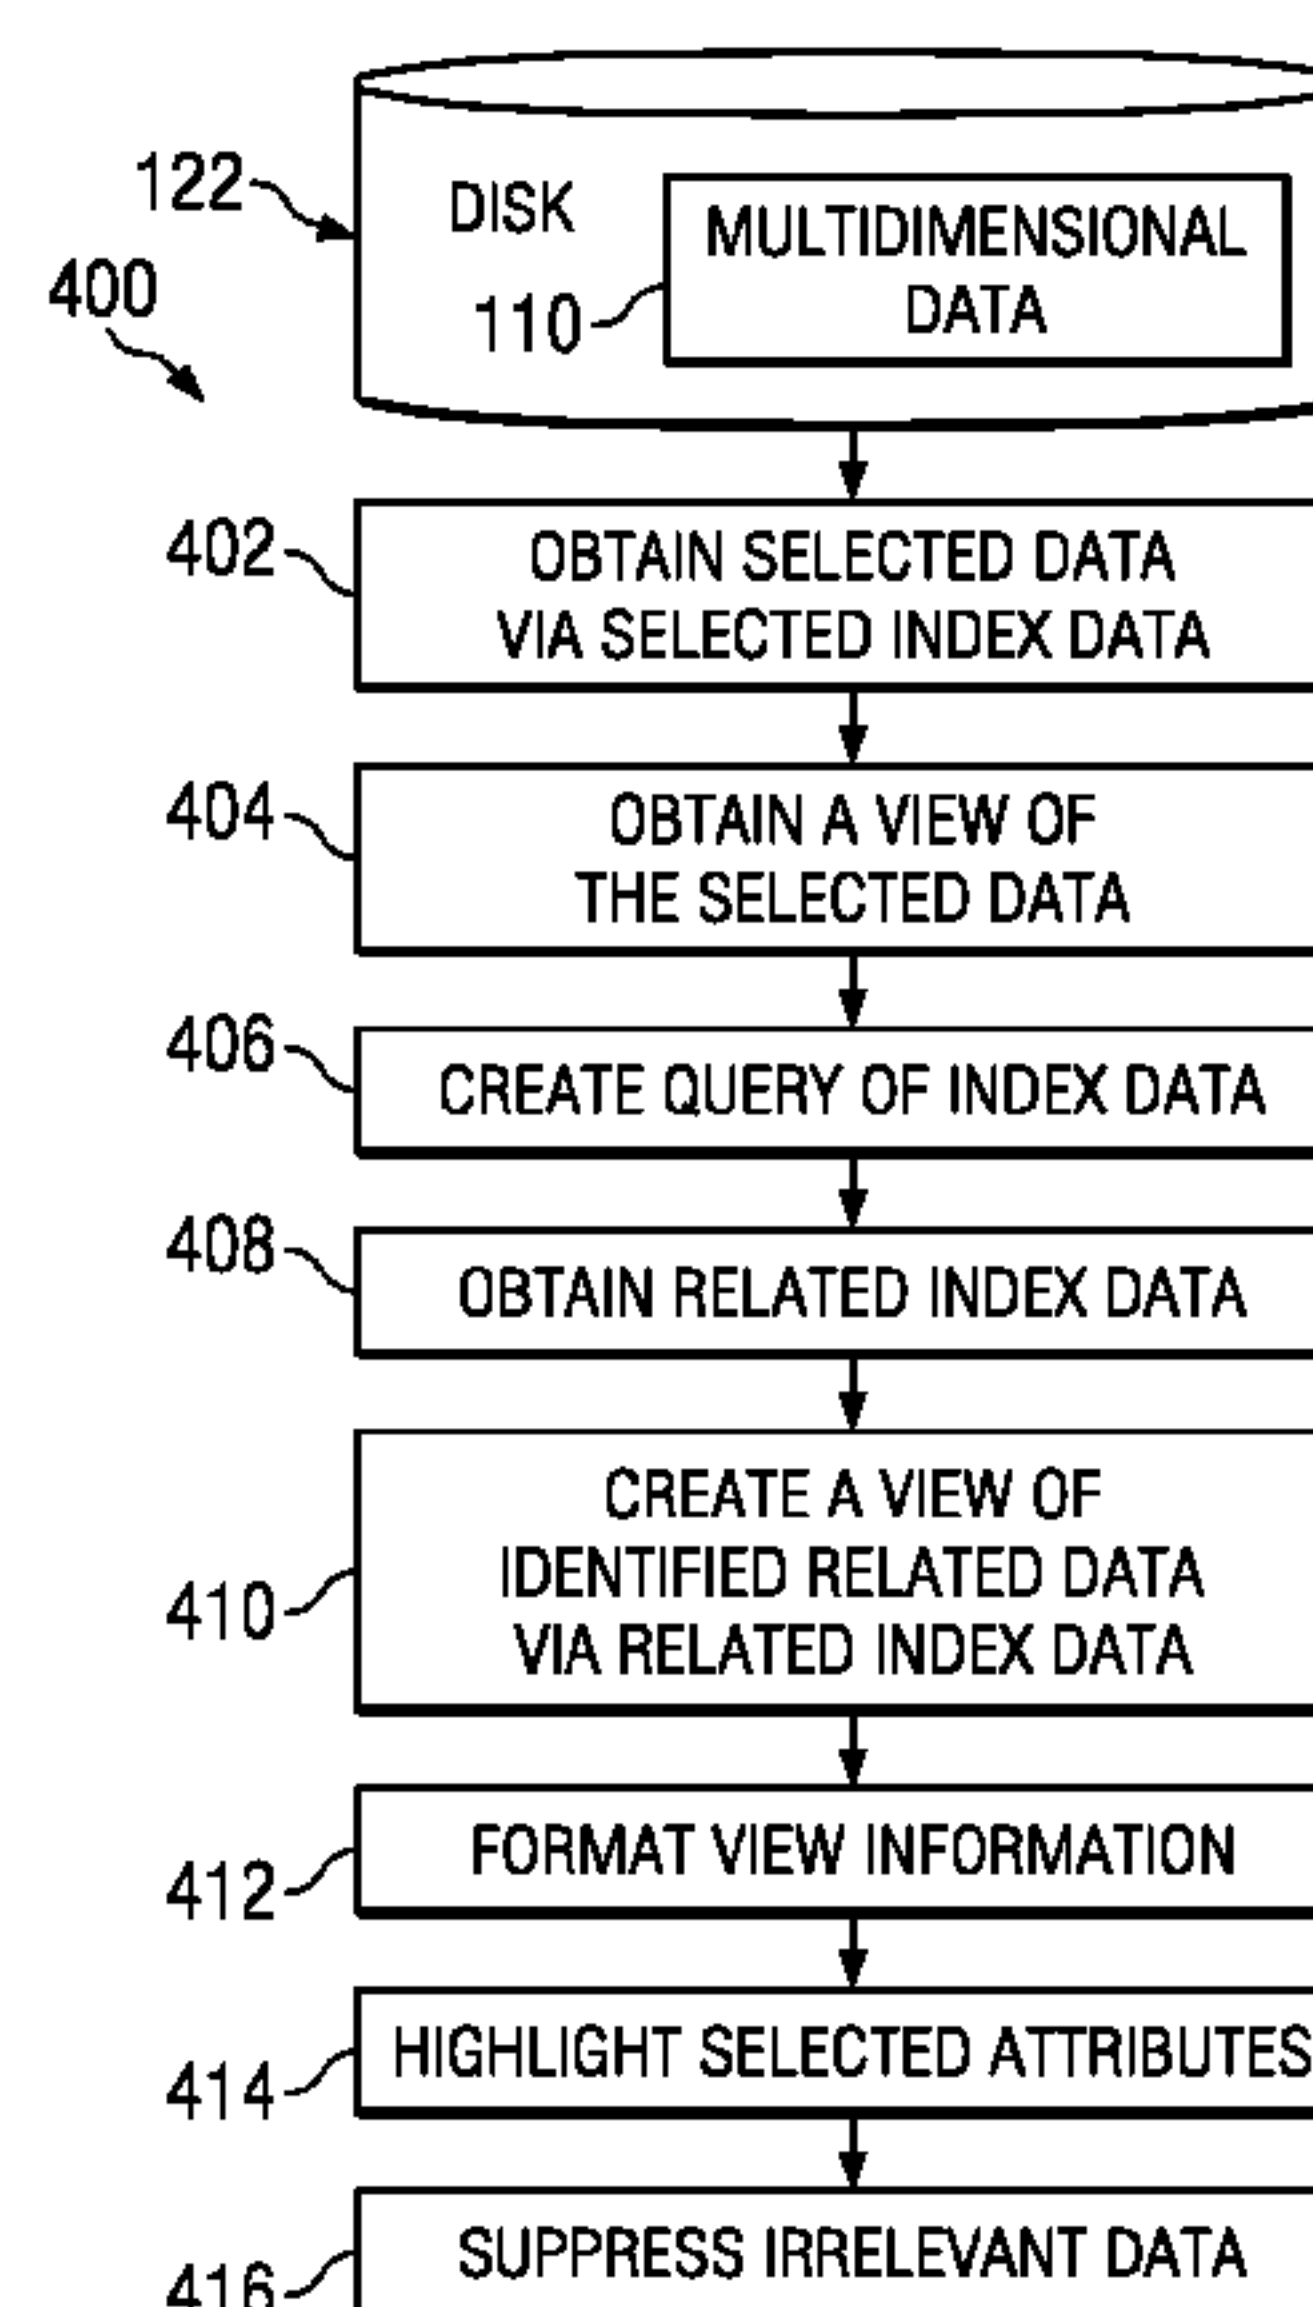 122
DISK
MULTIDIMENSIONAL
DATA
110
400
402
OBTAIN SELECTED DATA
VIA SELECTED INDEX DATA
404
OBTAIN A VIEW OF
THE SELECTED DATA
406
CREATE QUERY OF INDEX DATA
408
OBTAIN RELATED INDEX DATA
CREATE A VIEW OF
IDENTIFIED RELATED DATA
VIA RELATED INDEX DATA
410
FORMAT VIEW INFORMATION
412
HIGHLIGHT SELECTED ATTRIBUTES
414
SUPPRESS IRRELEVANT DATA
416